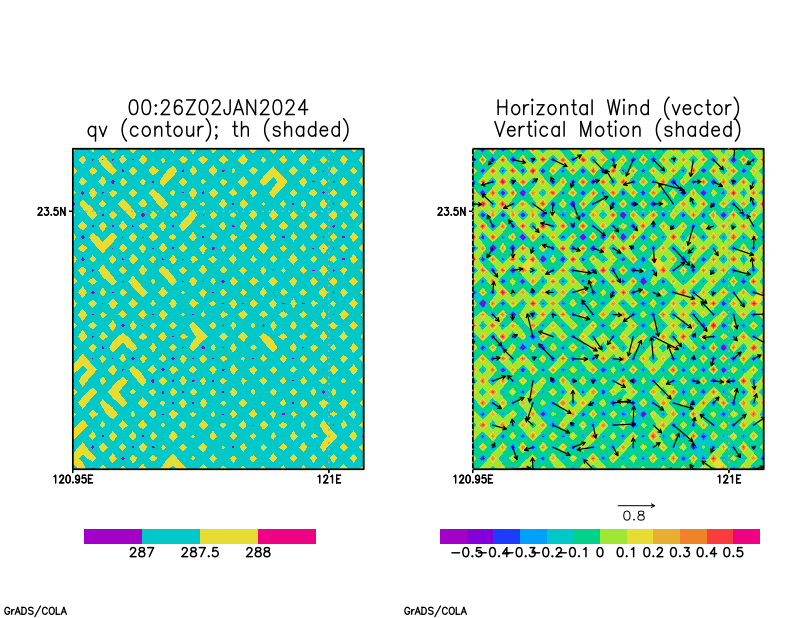 00:26Z02JAN2024
qv (contour); th (shaded)
23.5N
120.95E
121E
287
287.5
288
GrADS/COLA
Horizontal Wind (vector)
Vertical Motion (shaded)
23.5N
120.95E
121E
0.8
-0.5 -0.4 -0.3 -0.2 -0.1 0 0.1 0.2 0.3 0.4 0.5
GrADS/COLA